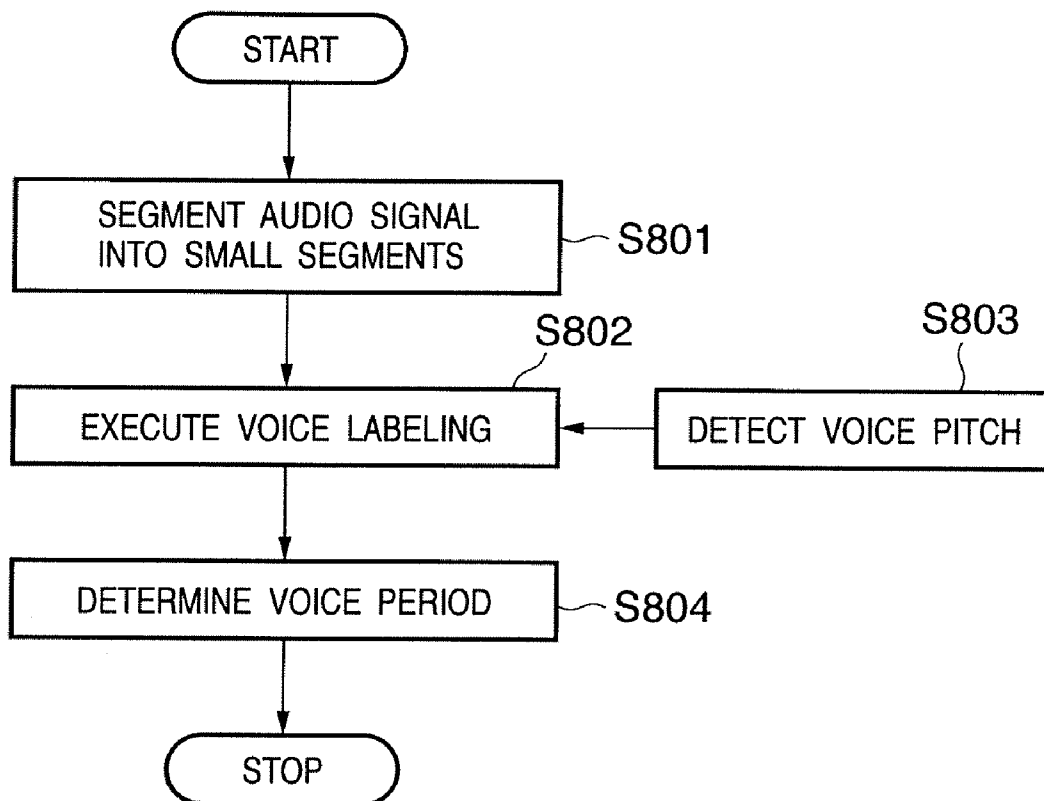 START
SEGMENT AUDIO SIGNAL
INTO SMALL SEGMENTS
S801
S802
S803
EXECUTE VOICE LABELING
DETECT VOICE PITCH
DETERMINE VOICE PERIOD
S804
STOP